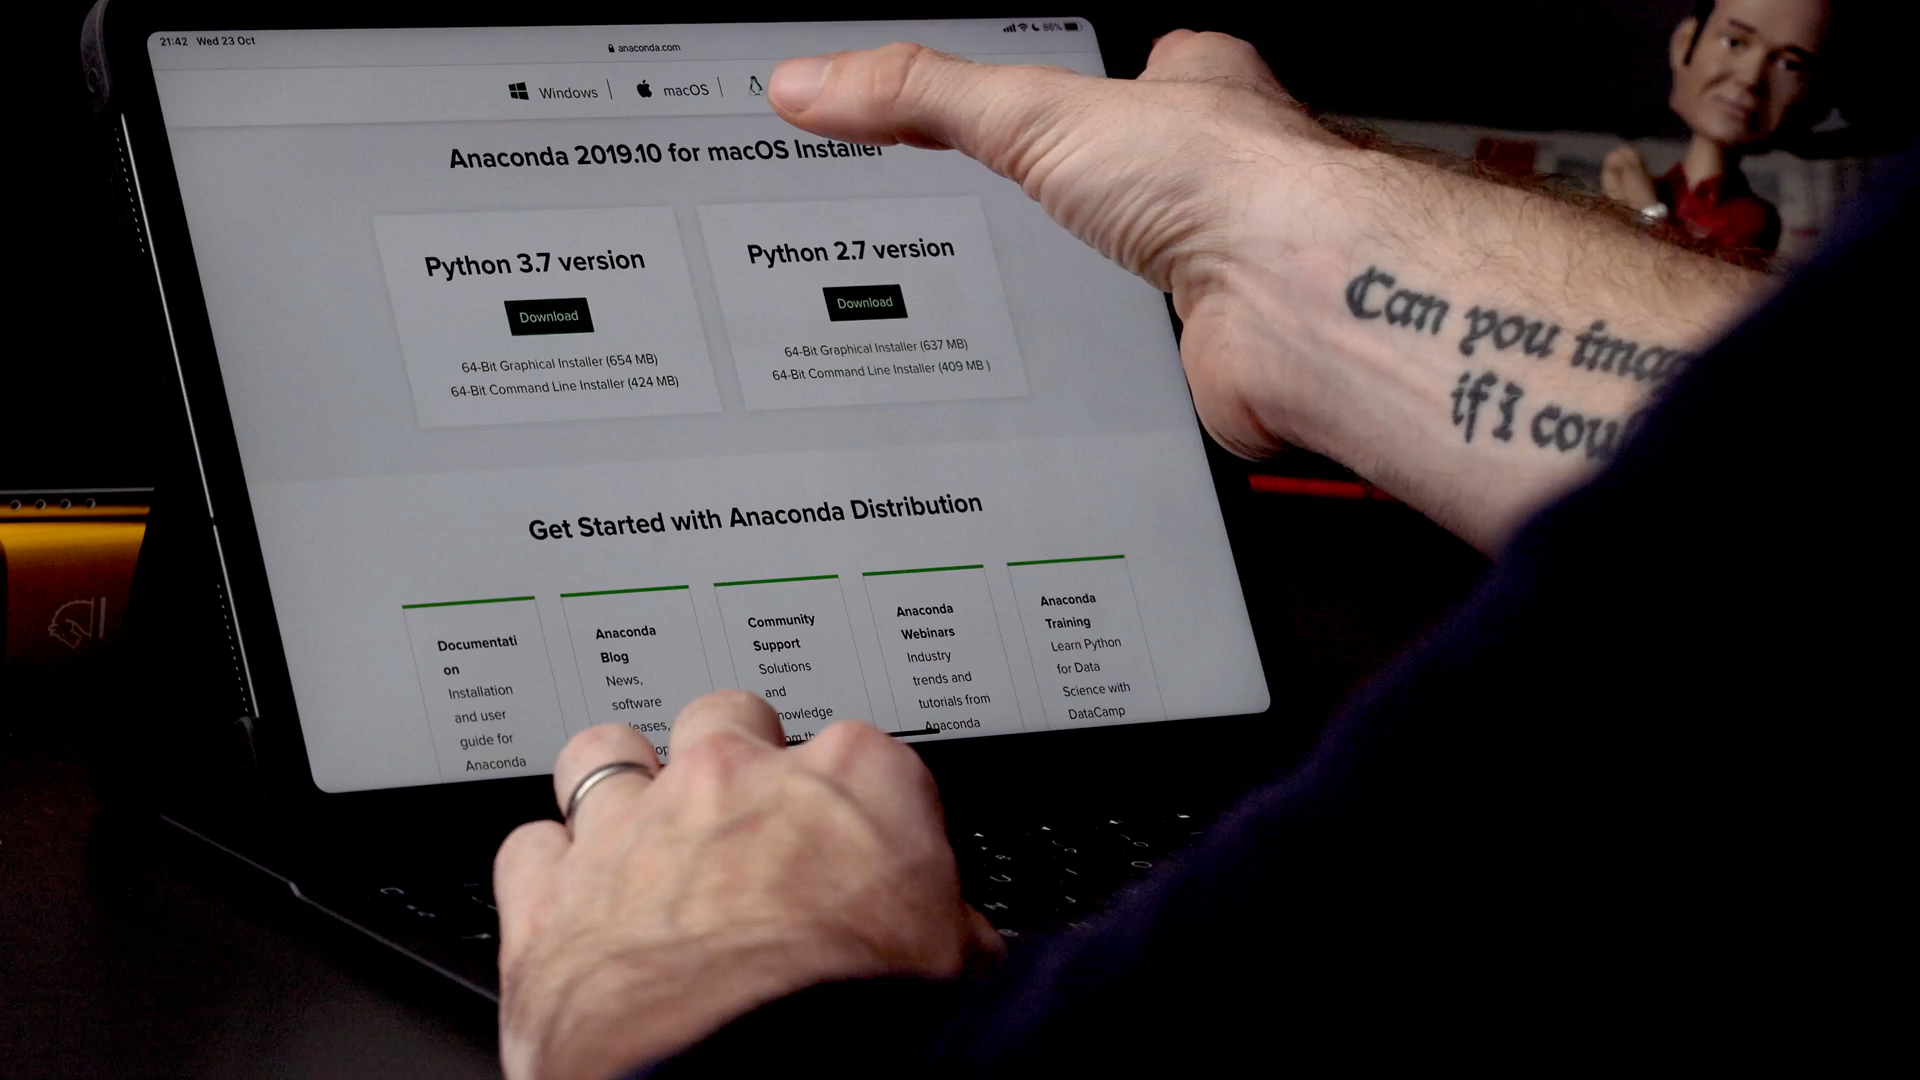 21:42 Wed 23 Oct
86%
anaconda.com
Windows
macOS
Anaconda 2019.10 for macOS Installer
Python 3.7 version
Download
64-Bit Graphical Installer (654 MB)
64-Bit Command Line Installer (424 MB)
Python 2.7 version
Download
64-Bit Graphical Installer (637 MB)
64-Bit Command Line Installer (409 MB )
Get Started with Anaconda Distribution
Documentati
on
Installation
and user
guide for
Anaconda
Anaconda
Blog
News,
software
Community
Support
Solutions
and
Anaconda
Webinars
Industry
trends and
tutorials from
Anaconda
Anaconda
Training
Learn Python
for Data
Science with
DataCamp
Can you
if I